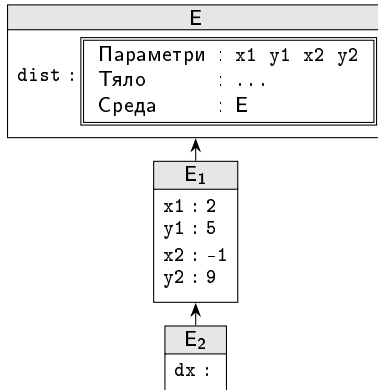 E
Параметри : x1 y1 x2 y2
dist : Тяло : ...
Среда : E
E1
x1 : 2
y1 : 5
x2 : -1
y2 : 9
E2
dx :